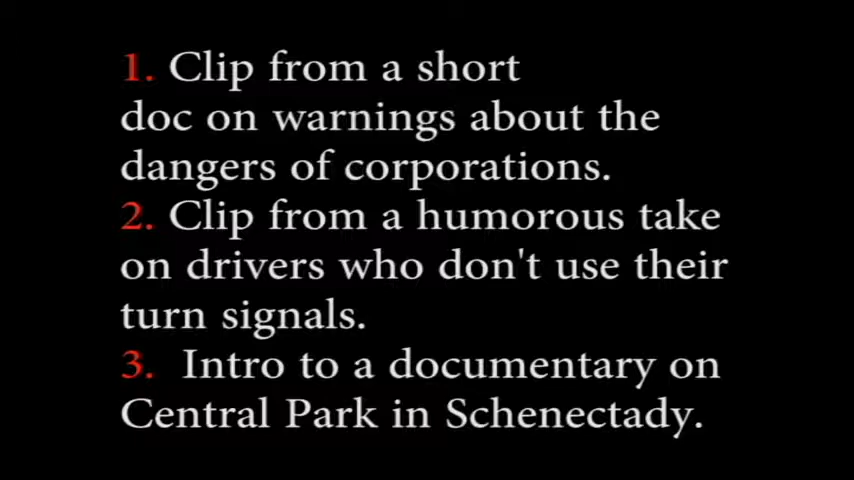 1. Clip from a short
doc on warnings about the
dangers of corporations.
2. Clip from a humorous take
on drivers who don't use their
turn signals.
3. Intro to a documentary on
Central Park in Schenectady.